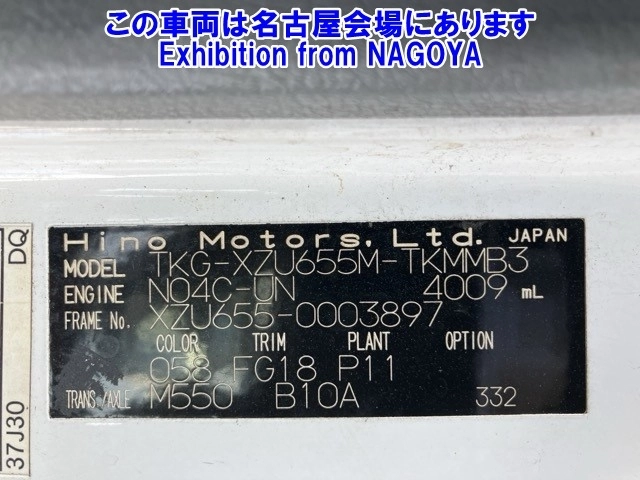 この車両は名古屋会場にあります
Exhibition from NAGOYA
Hino Motors, Ltd. JAPAN
MODEL TKG-XZU655M-TKMMB3
ENGINE N04C-UN 4009 mL
FRAME No. XZU655-0003897
COLOR TRIM PLANT OPTION
058 FG18 P11
TRANS/AXLE M550 B10A 332
DQ
37J30